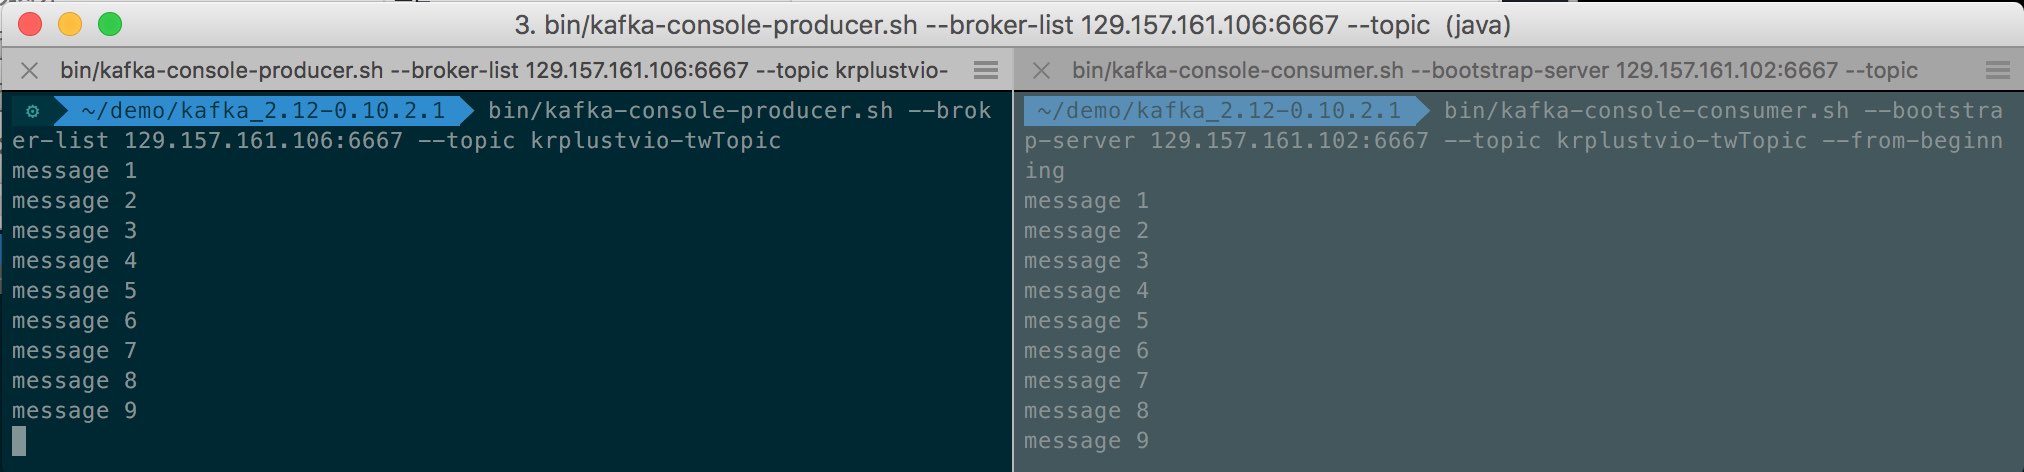 3. bin/kafka-console-producer.sh --broker-list 129.157.161.106:6667 --topic (java)
bin/kafka-console-producer.sh --broker-list 129.157.161.106:6667 --topic krplustvio-
~/demo/kafka_2.12-0.10.2.1 bin/kafka-console-producer.sh --brok
er-list 129.157.161.106:6667 --topic krplustvio-twTopic
message 1
message 2
message 3
message 4
message 5
message 6
message 7
message 8
message 9
bin/kafka-console-consumer.sh --bootstrap-server 129.157.161.102:6667 --topic
~/demo/kafka_2.12-0.10.2.1 bin/kafka-console-consumer.sh --bootstra
p-server 129.157.161.102:6667 --topic krplustvio-twTopic --from-beginn
ing
message 1
message 2
message 3
message 4
message 5
message 6
message 7
message 8
message 9